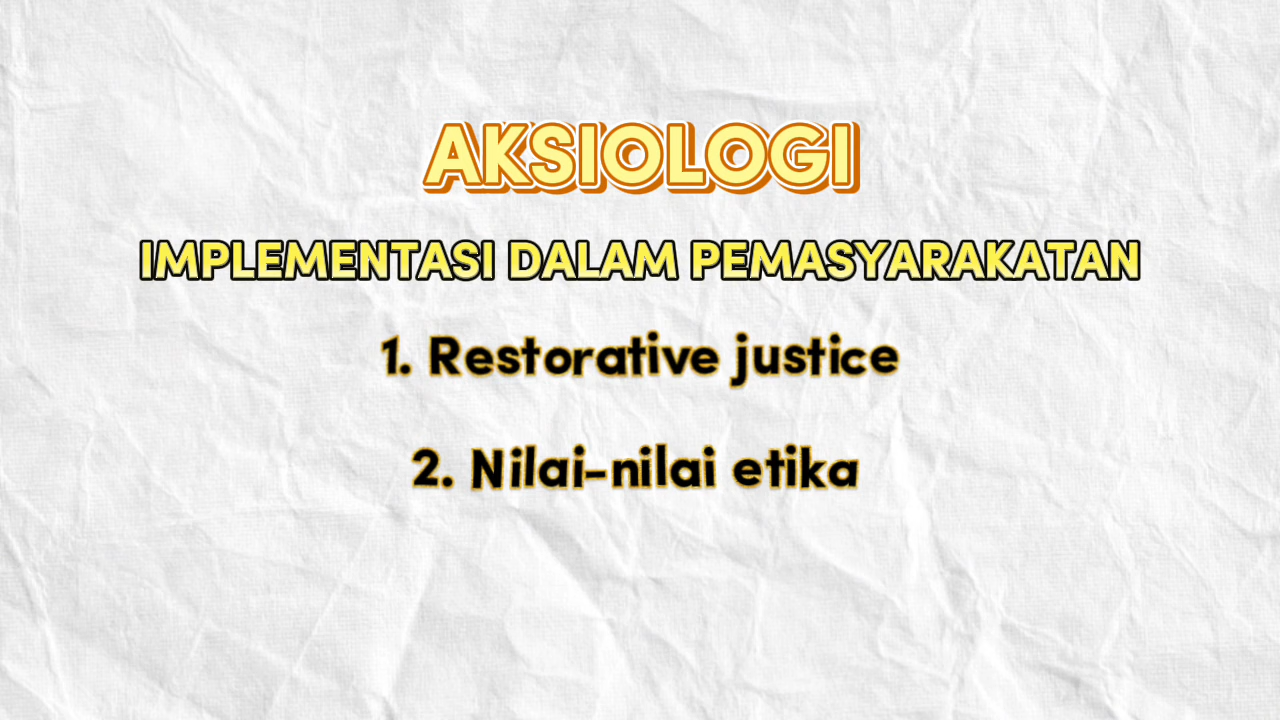 AKSIOLOGI
IMPLEMENTASI DALAM PEMASYARAKATAN
1. Restorative justice
2. Nilai-nilai etika